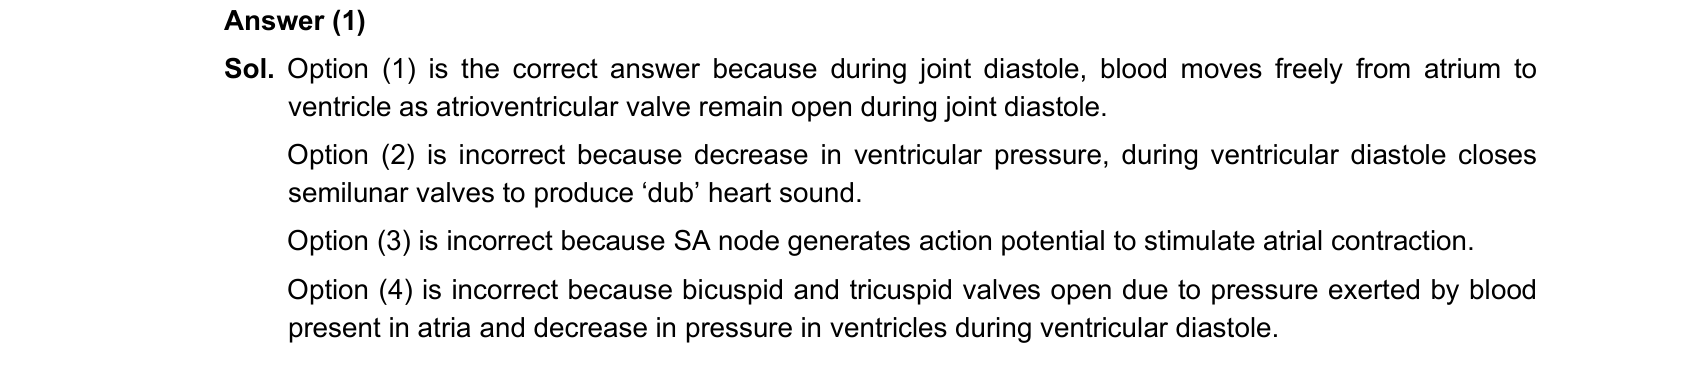 Answer (1)
Sol. Option (1) is the correct answer because during joint diastole, blood moves freely from atrium to
ventricle as atrioventricular valve remain open during joint diastole.
Option (2) is incorrect because decrease in ventricular pressure, during ventricular diastole closes
semilunar valves to produce ‘dub’ heart sound.
Option (3) is incorrect because SA node generates action potential to stimulate atrial contraction.
Option (4) is incorrect because bicuspid and tricuspid valves open due to pressure exerted by blood
present in atria and decrease in pressure in ventricles during ventricular diastole.